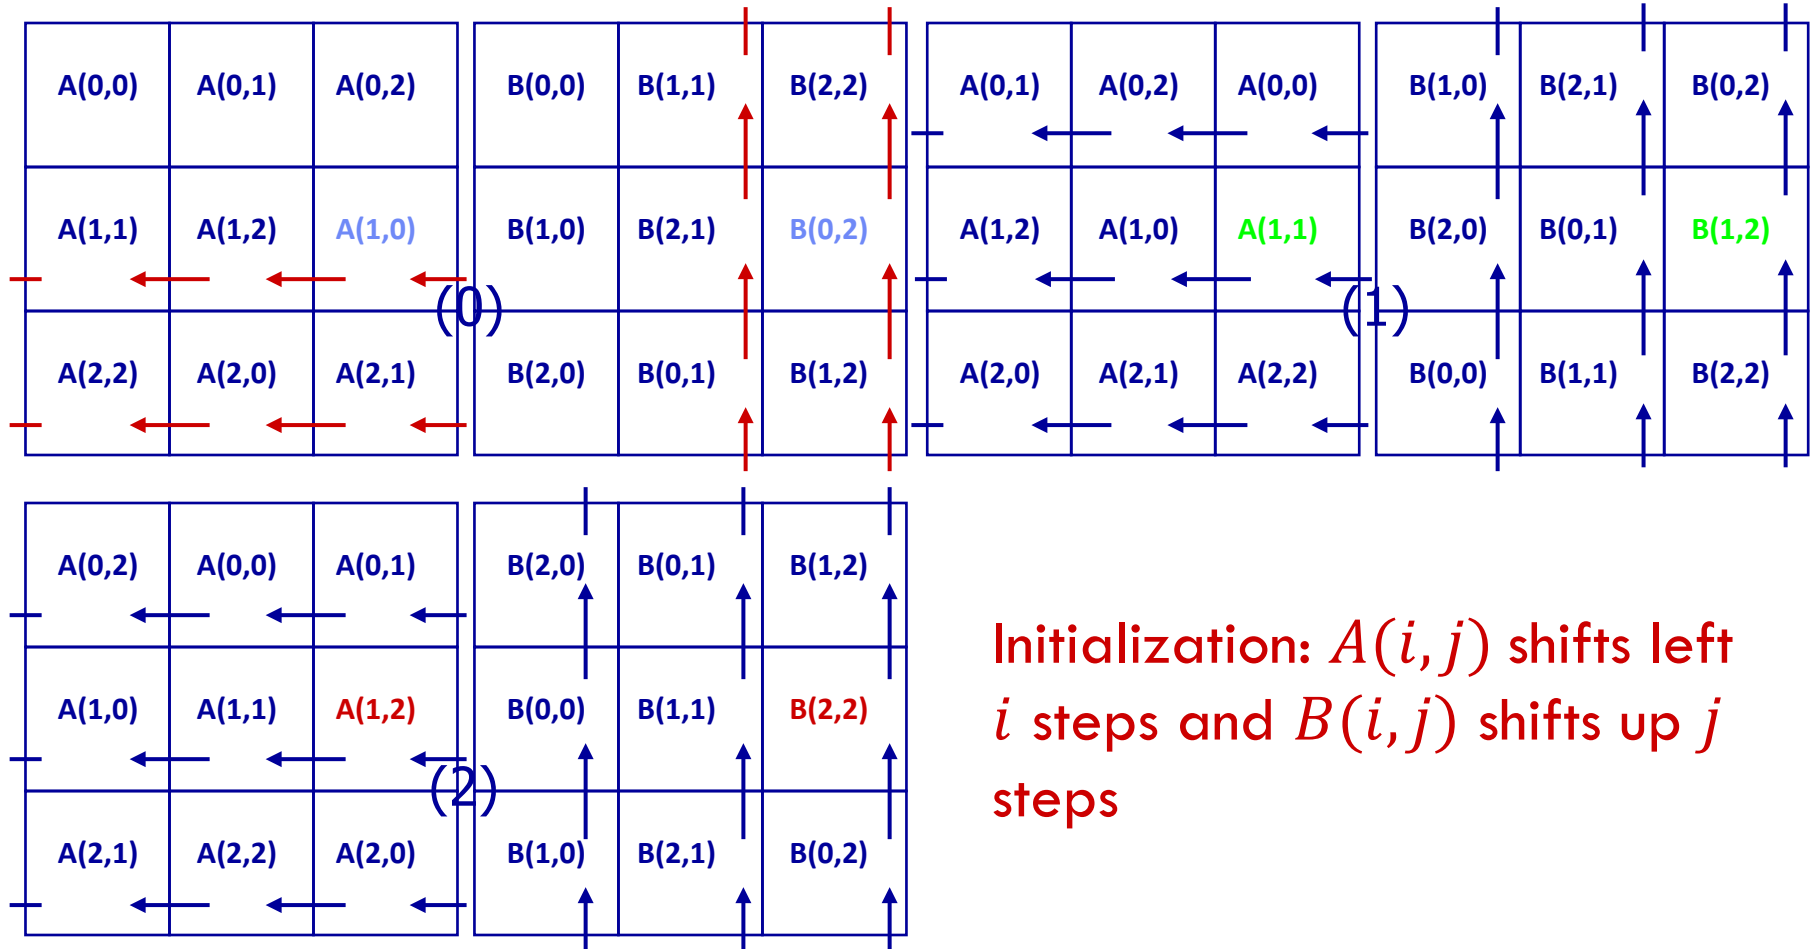 A(0,0) A(0,1) A(0,2) B(0,0) B(1,1) B(2,2) A(0,1) A(0,2) A(0,0) B(1,0) B(2,1) B(0,2)
A(1,1) A(1,2) A(1,0) B(1,0) B(2,1) B(0,2) A(1,2) A(1,0) A(1,1) B(2,0) B(0,1) B(1,2)
(0) (1)
A(2,2) A(2,0) A(2,1) B(2,0) B(0,1) B(1,2) A(2,0) A(2,1) A(2,2) B(0,0) B(1,1) B(2,2)
A(0,2) A(0,0) A(0,1) B(2,0) B(0,1) B(1,2)
A(1,0) A(1,1) A(1,2) B(0,0) B(1,1) B(2,2)
(2)
A(2,1) A(2,2) A(2,0) B(1,0) B(2,1) B(0,2)
Initialization: A(i,j) shifts left
i steps and B(i,j) shifts up j
steps